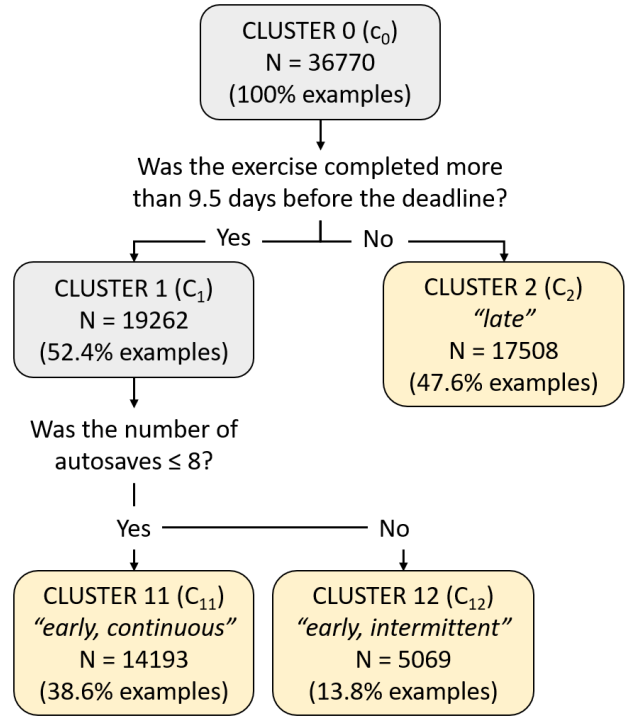 CLUSTER 0 (c₀)
N = 36770
(100% examples)
Was the exercise completed more
than 9.5 days before the deadline?
Yes
No
CLUSTER 1 (C₁)
N = 19262
(52.4% examples)
CLUSTER 2 (C₂)
“late”
N = 17508
(47.6% examples)
Was the number of
autosaves ≤ 8?
Yes
No
CLUSTER 11 (C₁₁)
“early, continuous”
N = 14193
(38.6% examples)
CLUSTER 12 (C₁₂)
“early, intermittent”
N = 5069
(13.8% examples)